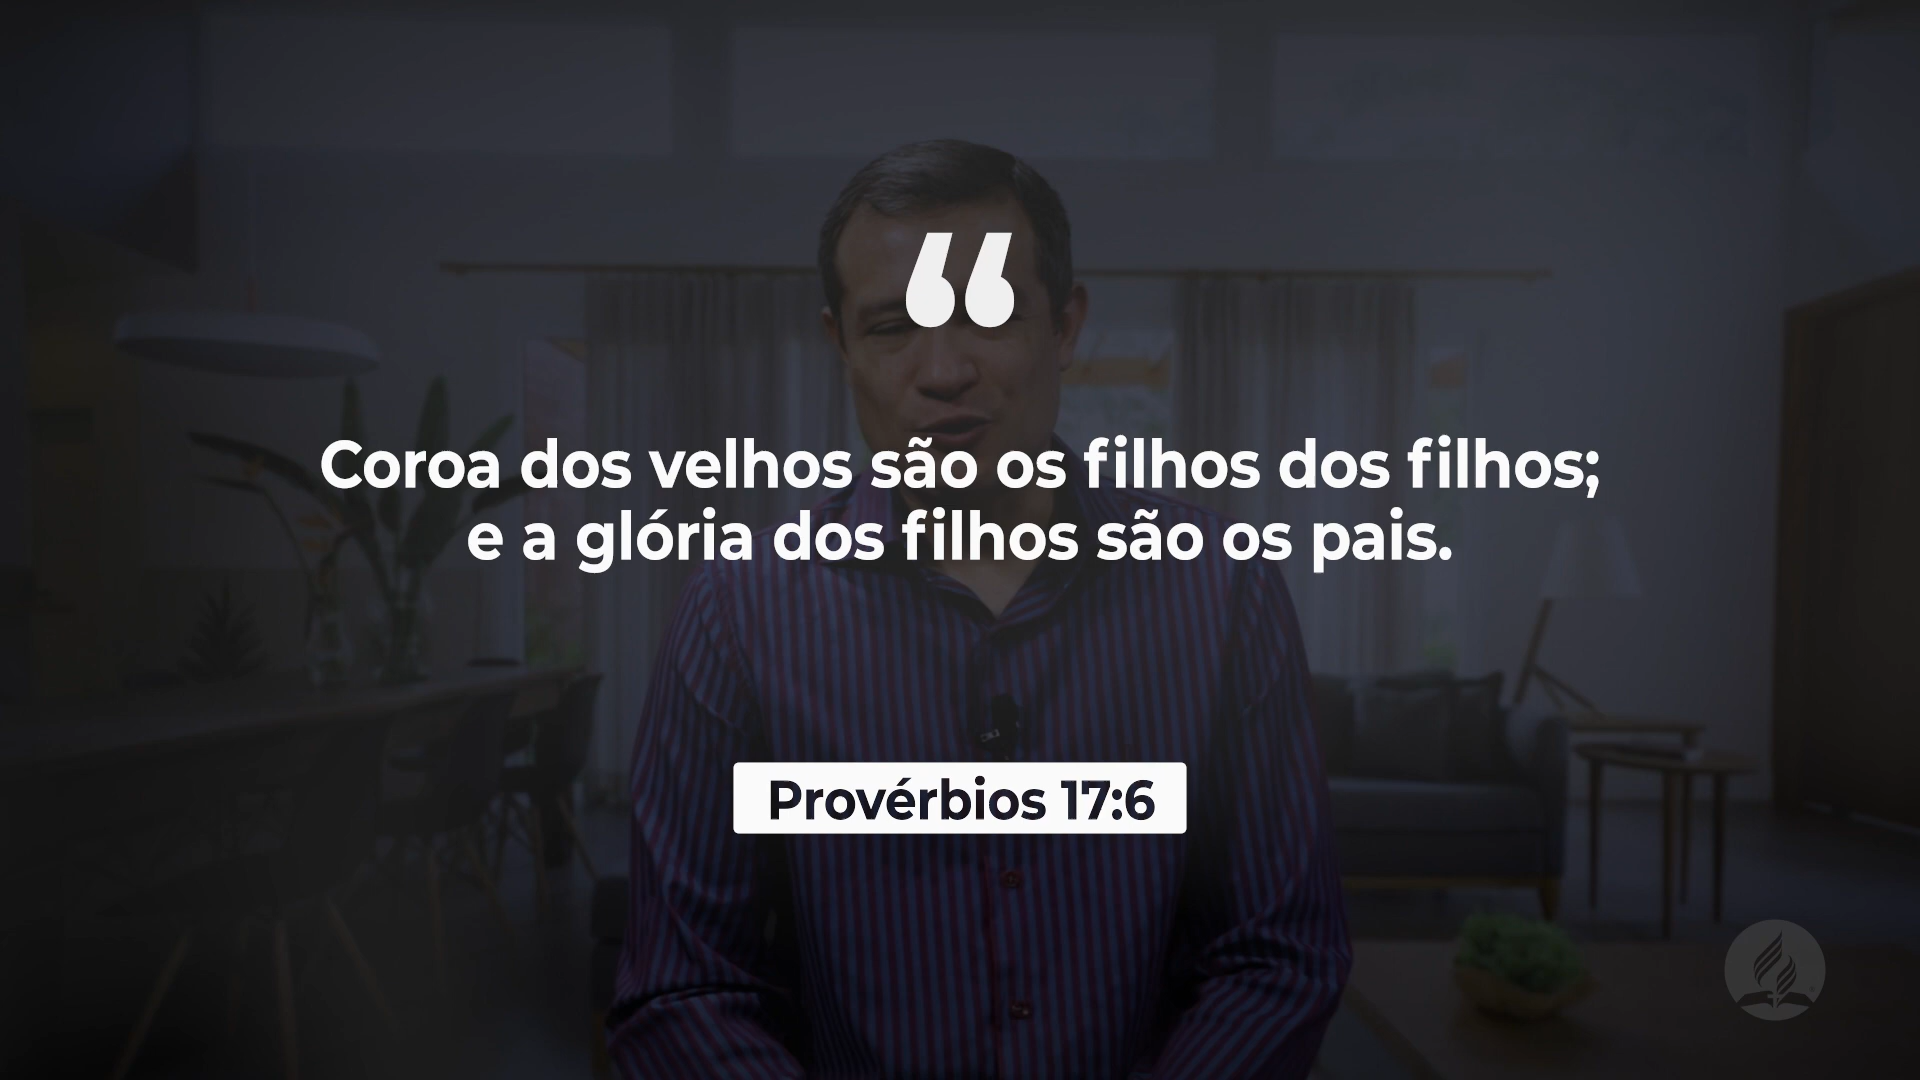 “
Coroa dos velhos são os filhos dos filhos;
e a glória dos filhos são os pais.
Provérbios 17:6